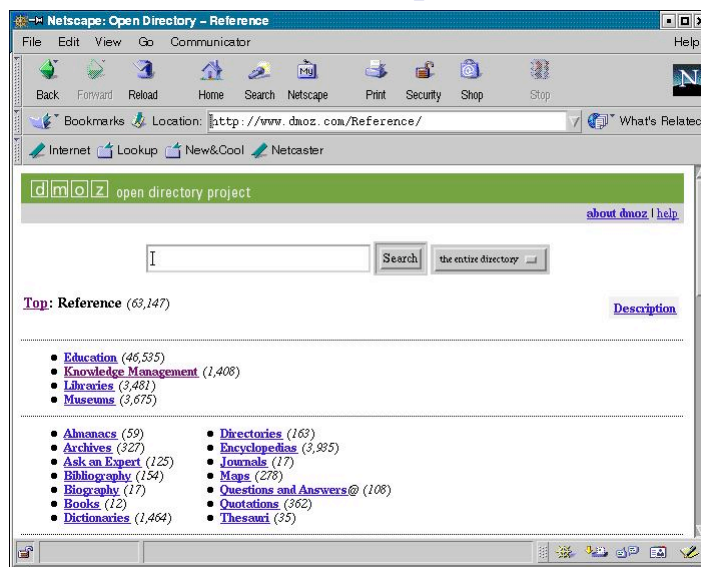 Netscape: Open Directory - Reference
File Edit View Go Communicator Help
Back Forward Reload Home Search Netscape Print Security Shop Stop
My N
Bookmarks Location: http://www.dmoz.com/Reference/ What's Related
Internet Lookup New&Cool Netcaster
dmoz open directory project
about dmoz | help
Search the entire directory
Top: Reference (63,147)
Description
Education (46,535)
Knowledge Management (1,408)
Libraries (3,481)
Museums (3,675)
Almanacs (59)
Archives (327)
Ask an Expert (125)
Bibliography (154)
Biography (17)
Books (12)
Dictionaries (1,464)
Directories (163)
Encyclopedias (3,935)
Journals (17)
Maps (278)
Questions and Answers@ (108)
Quotations (362)
Thesauri (35)